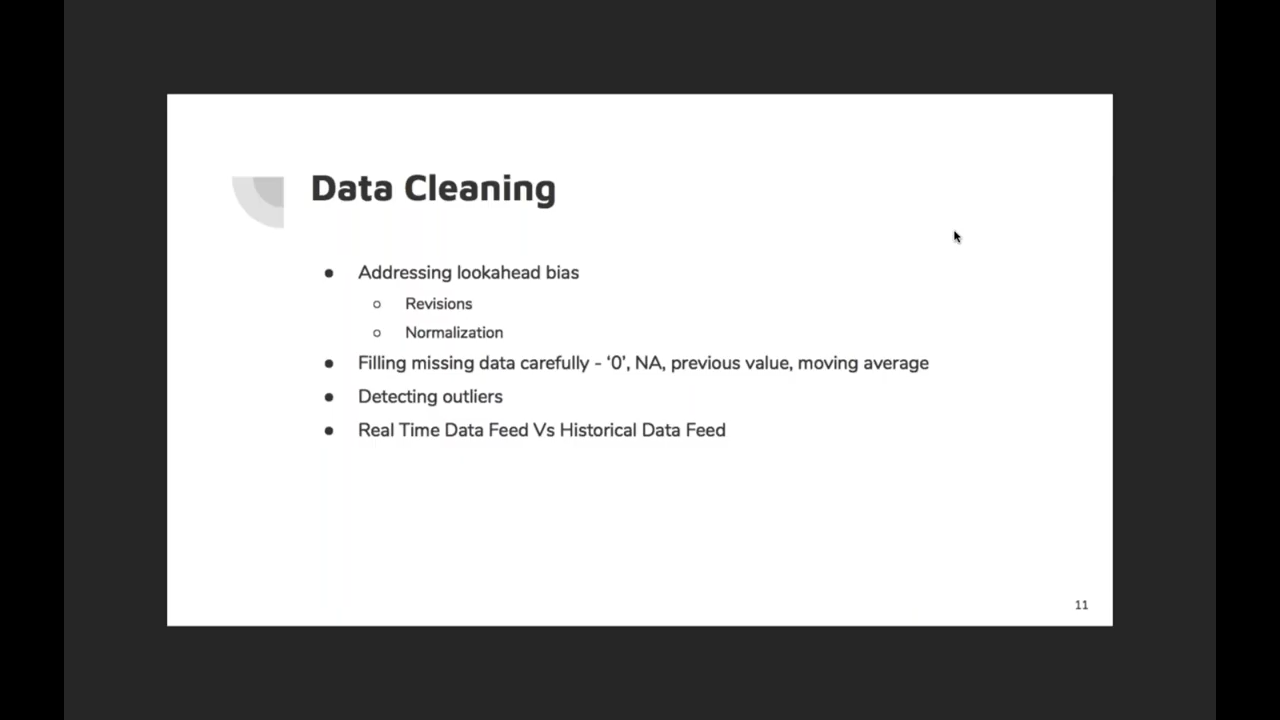 Data Cleaning
● Addressing lookahead bias
○ Revisions
○ Normalization
● Filling missing data carefully - ‘0’, NA, previous value, moving average
● Detecting outliers
● Real Time Data Feed Vs Historical Data Feed
11